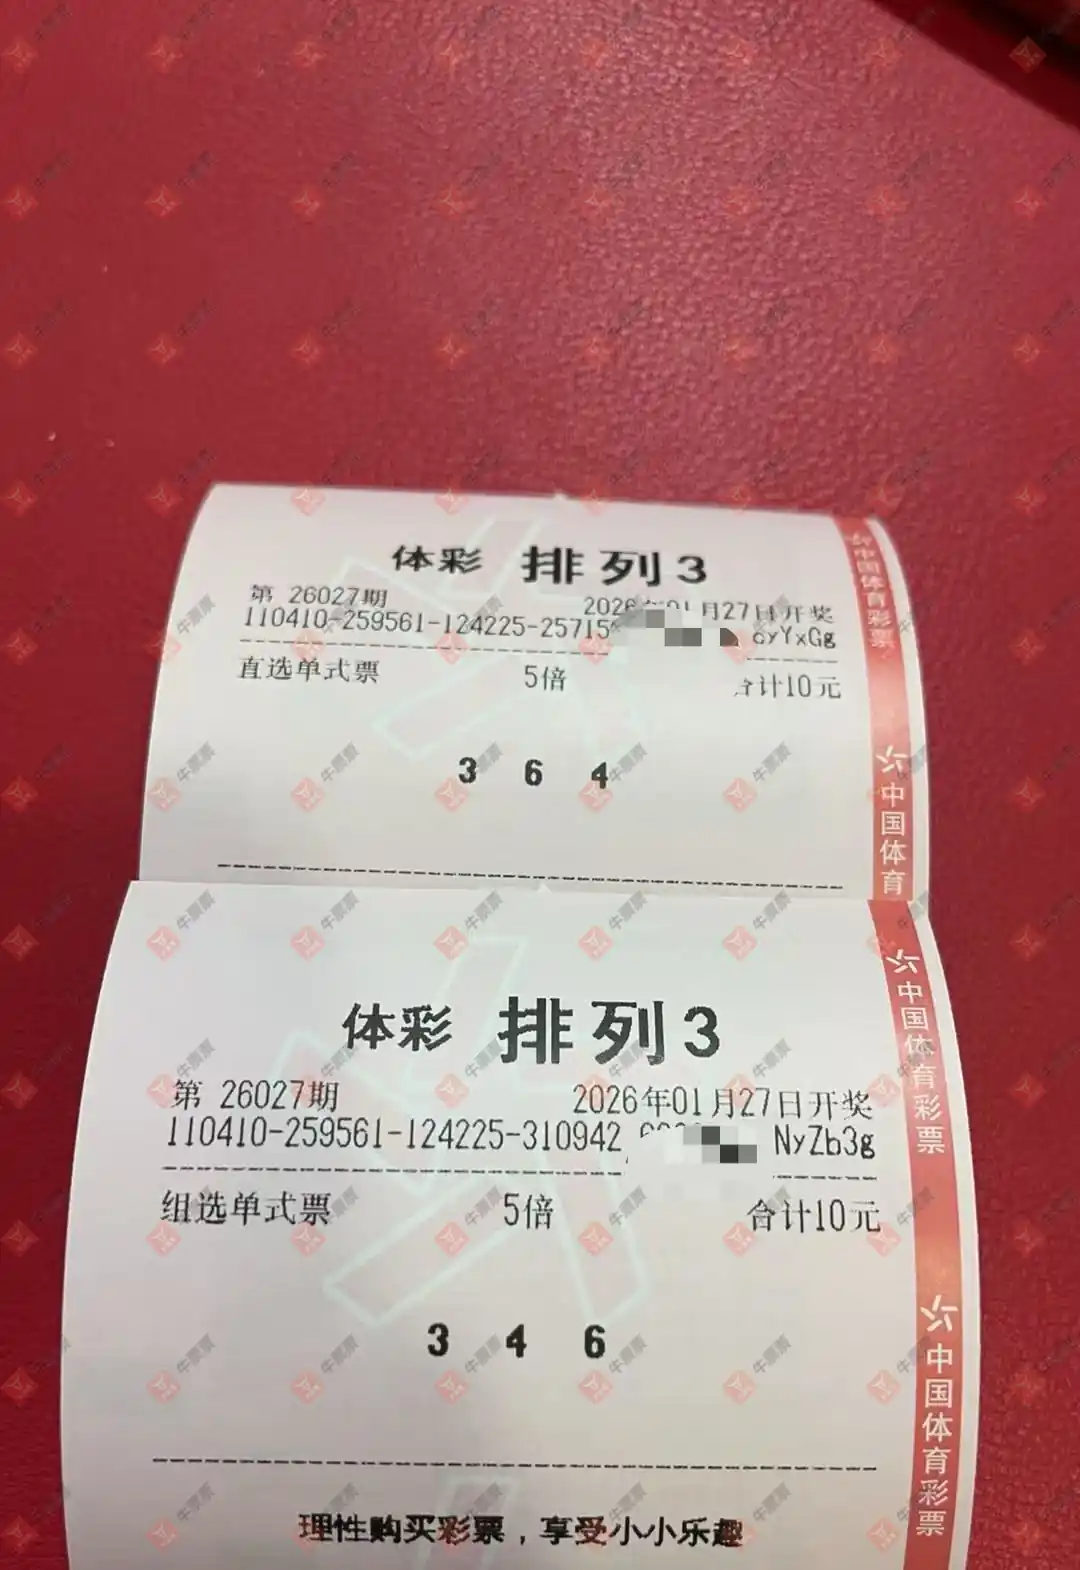 体彩 排列3
第 26027期 2026年01月27日开奖
110410-259561-124225-25715 cyYxGg
直选单式票 5倍 合计10元
3 6 4
中国体育彩票
中国体育
体彩 排列3
第 26027期 2026年01月27日开奖
110410-259561-124225-310942 NyZb3g
组选单式票 5倍 合计10元
3 4 6
理性购买彩票，享受小小乐趣
中国体育彩票
中国体育彩票
牛票票